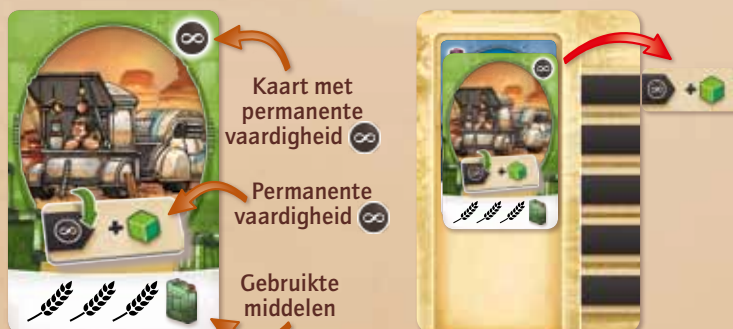 Kaart met
permanente
vaardigheid
Permanente
vaardigheid
Gebruikte
middelen